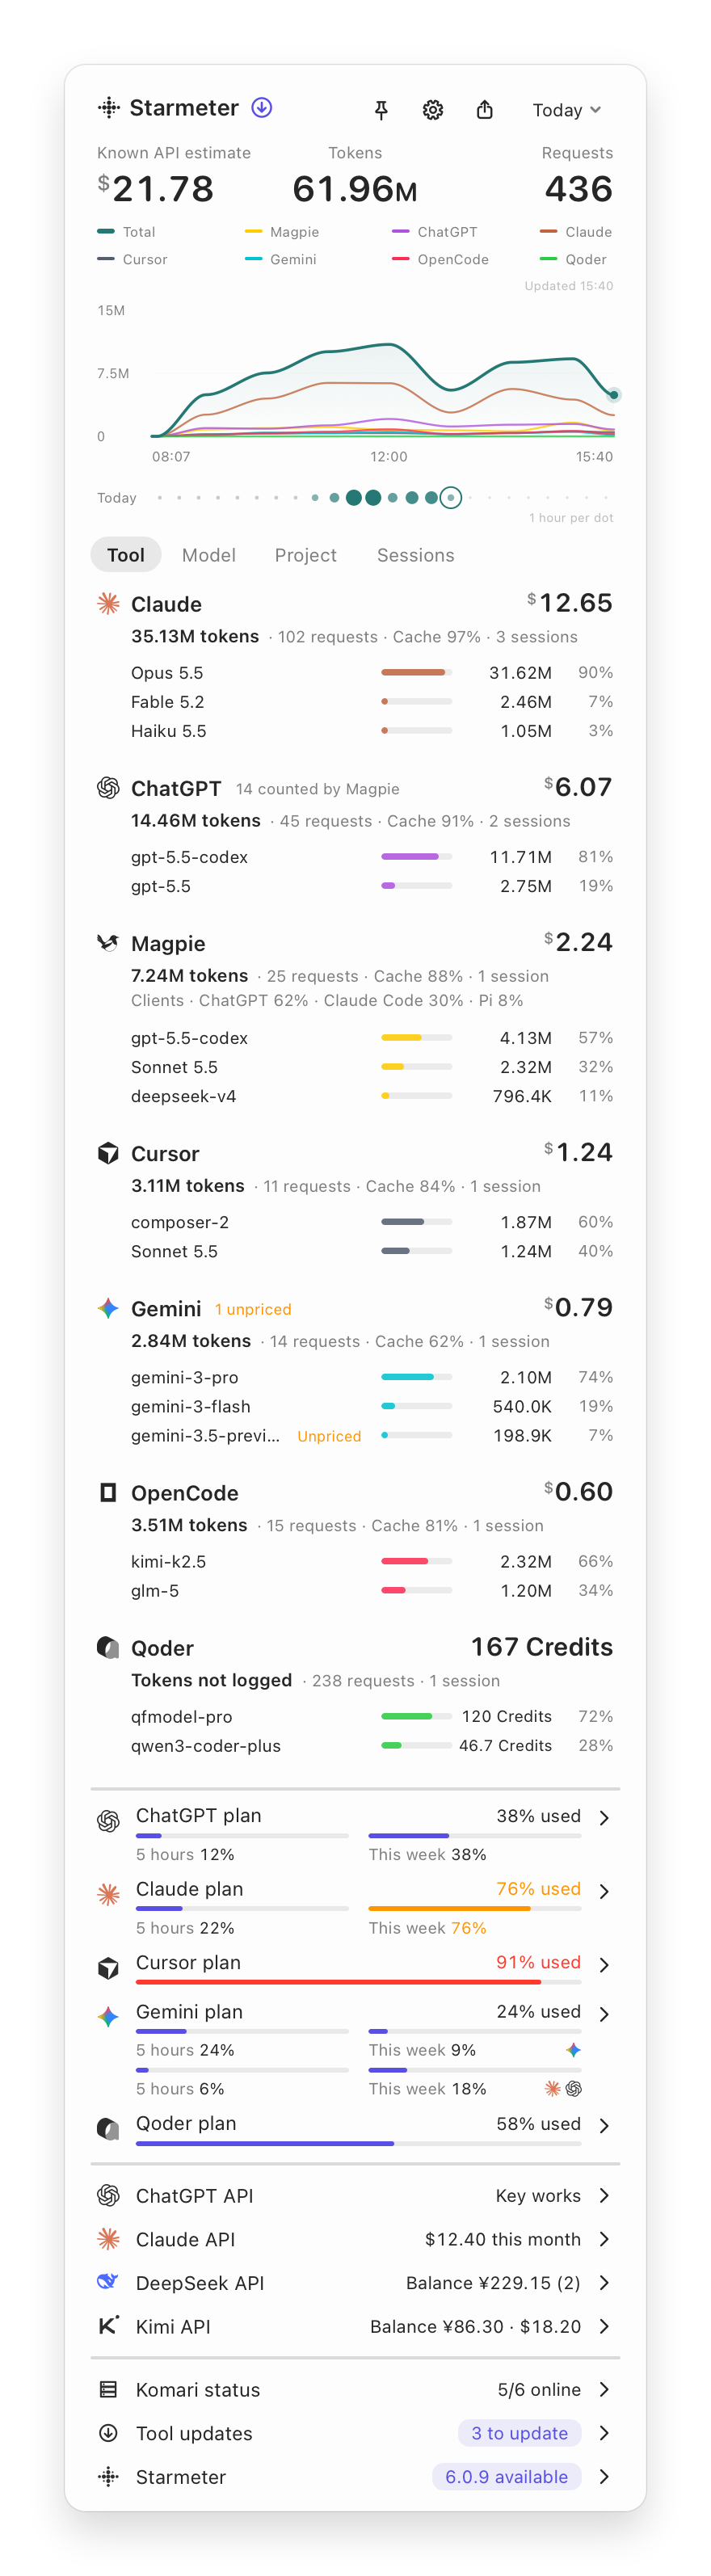 Starmeter
Today
Known API estimate Tokens Requests
$21.78 61.96M 436
Total Magpie ChatGPT Claude
Cursor Gemini OpenCode Qoder
Updated 15:40
15M
7.5M
0
08:07 12:00 15:40
Today
1 hour per dot
Tool Model Project Sessions
Claude $12.65
35.13M tokens · 102 requests · Cache 97% · 3 sessions
Opus 5.5 31.62M 90%
Fable 5.2 2.46M 7%
Haiku 5.5 1.05M 3%
ChatGPT 14 counted by Magpie $6.07
14.46M tokens · 45 requests · Cache 91% · 2 sessions
gpt-5.5-codex 11.71M 81%
gpt-5.5 2.75M 19%
Magpie $2.24
7.24M tokens · 25 requests · Cache 88% · 1 session
Clients · ChatGPT 62% · Claude Code 30% · Pi 8%
gpt-5.5-codex 4.13M 57%
Sonnet 5.5 2.32M 32%
deepseek-v4 796.4K 11%
Cursor $1.24
3.11M tokens · 11 requests · Cache 84% · 1 session
composer-2 1.87M 60%
Sonnet 5.5 1.24M 40%
Gemini 1 unpriced $0.79
2.84M tokens · 14 requests · Cache 62% · 1 session
gemini-3-pro 2.10M 74%
gemini-3-flash 540.0K 19%
gemini-3.5-previ... Unpriced 198.9K 7%
OpenCode $0.60
3.51M tokens · 15 requests · Cache 81% · 1 session
kimi-k2.5 2.32M 66%
glm-5 1.20M 34%
Qoder 167 Credits
Tokens not logged · 238 requests · 1 session
qfmodel-pro 120 Credits 72%
qwen3-coder-plus 46.7 Credits 28%
ChatGPT plan 38% used
5 hours 12% This week 38%
Claude plan 76% used
5 hours 22% This week 76%
Cursor plan 91% used
Gemini plan 24% used
5 hours 24% This week 9%
5 hours 6% This week 18%
Qoder plan 58% used
ChatGPT API Key works
Claude API $12.40 this month
DeepSeek API Balance ¥229.15 (2)
Kimi API Balance ¥86.30 · $18.20
Komari status 5/6 online
Tool updates 3 to update
Starmeter 6.0.9 available